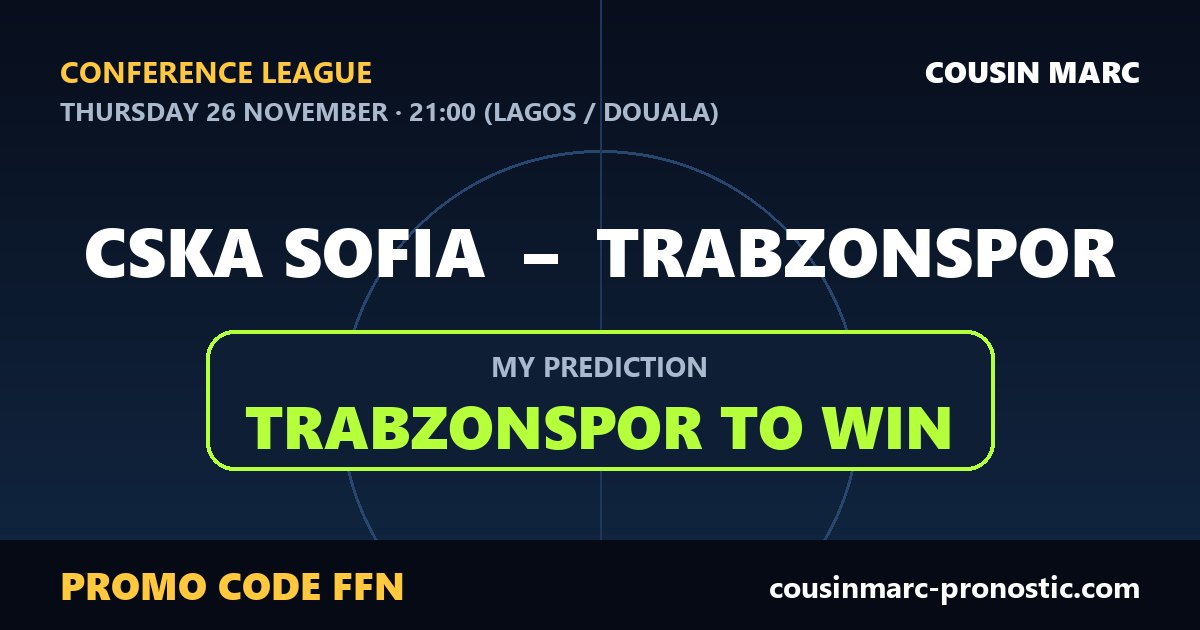 CONFERENCE LEAGUE
COUSIN MARC
THURSDAY 26 NOVEMBER · 21:00 (LAGOS / DOUALA)
CSKA SOFIA – TRABZONSPOR
MY PREDICTION
TRABZONSPOR TO WIN
PROMO CODE FFN
cousinmarc-pronostic.com